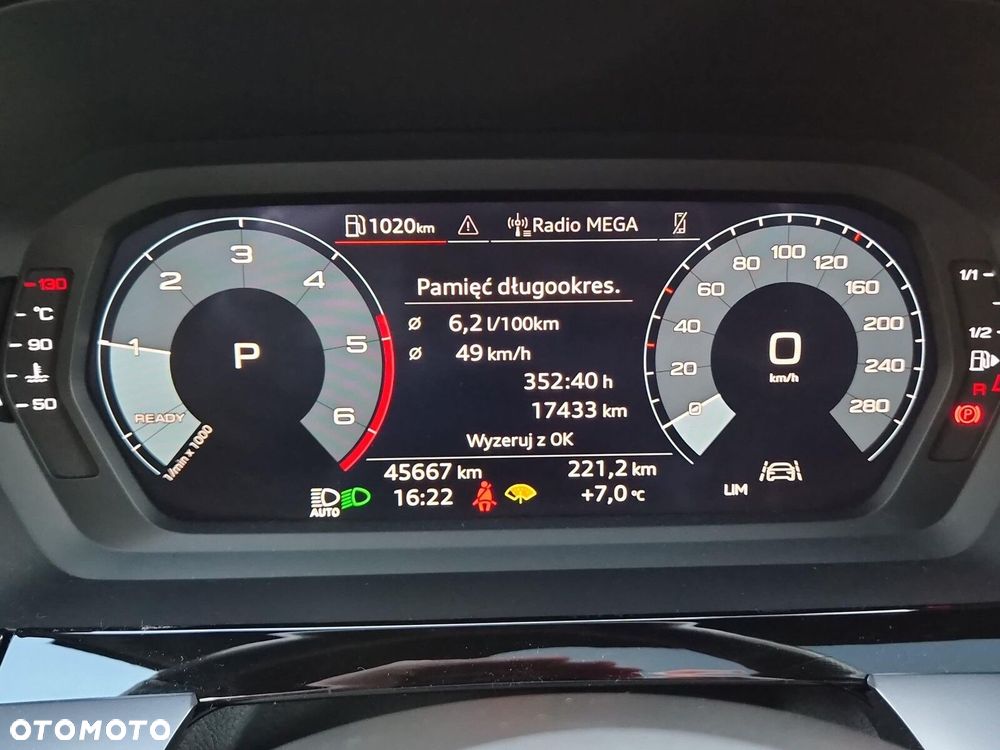 1020 km
Radio MEGA
Pamięć długookres.
ø 6,2 l/100km
ø 49 km/h
352:40 h
17433 km
Wyzeruj z OK
45667 km 221,2 km
16:22 +7,0 °C
AUTO
1 2 3 4 5 6
P
READY
1/min x 1000
0 20 40 60 80 100 120 160 200 240 280
0
km/h
LIM
130
°C
90
50
1/1
1/2
R
P
OTOMOTO